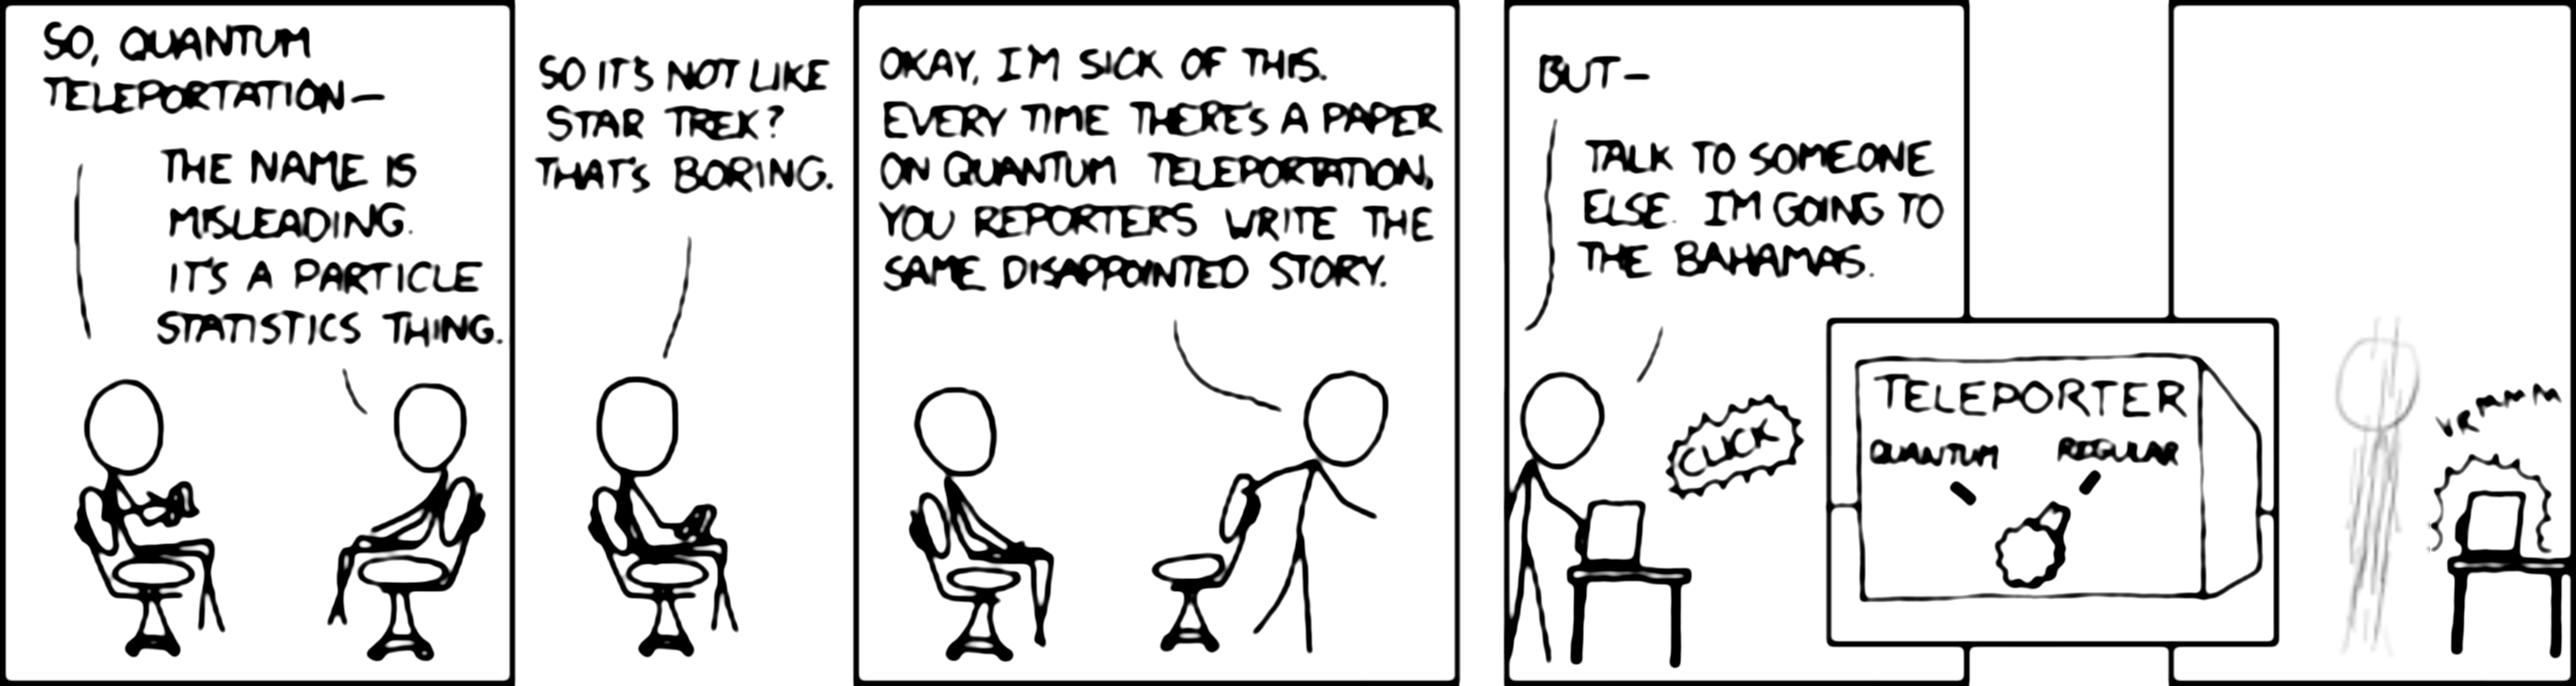 SO, QUANTUM
TELEPORTATION—
THE NAME IS
MISLEADING.
IT'S A PARTICLE
STATISTICS THING.
SO IT'S NOT LIKE
STAR TREK?
THAT'S BORING.
OKAY, I'M SICK OF THIS.
EVERY TIME THERE'S A PAPER
ON QUANTUM TELEPORTATION,
YOU REPORTERS WRITE THE
SAME DISAPPOINTED STORY.
BUT—
TALK TO SOMEONE
ELSE. I'M GOING TO
THE BAHAMAS.
CLICK
TELEPORTER
QUANTUM REGULAR
VRMMM